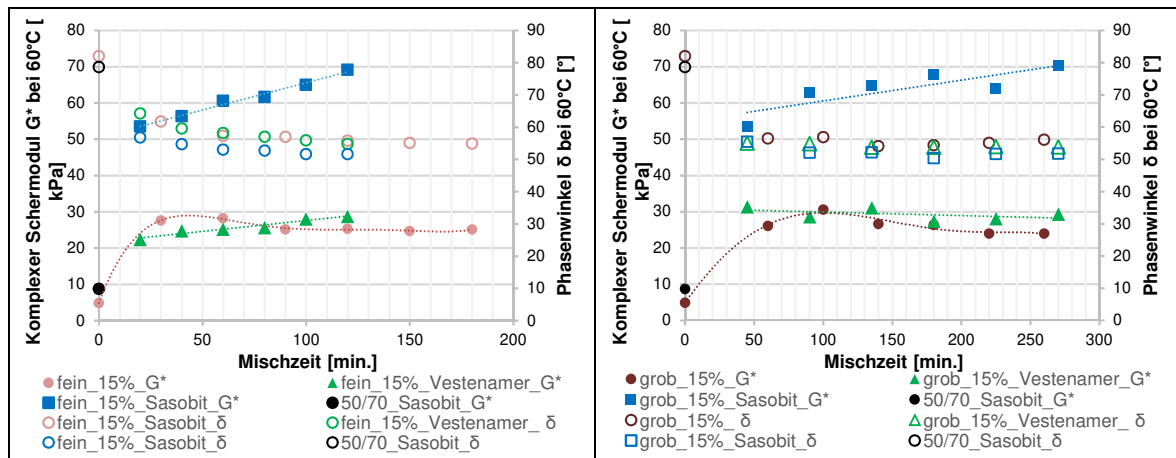 Komplexer Schermodul G* bei 60°C [
kPa]
80
70
60
50
40
30
20
10
0
90
80
70
60
50
40
30
20
10
0
Phasenwinkel δ bei 60°C [°]
0
50
100
150
200
Mischzeit [min.]
fein_15%_G*
fein_15%_Vestenamer_G*
fein_15%_Sasobit_G*
50/70_Sasobit_G*
fein_15%_δ
fein_15%_Vestenamer_ δ
fein_15%_Sasobit_δ
50/70_Sasobit_δ
Komplexer Schermodul G* bei 60°C [
kPa]
80
70
60
50
40
30
20
10
0
90
80
70
60
50
40
30
20
10
0
Phasenwinkel δ bei 60°C [°]
0
50
100
150
200
250
300
Mischzeit [min.]
grob_15%_G*
grob_15%_Vestenamer_G*
grob_15%_Sasobit_G*
50/70_Sasobit_G*
grob_15%_ δ
grob_15%_Vestenamer_ δ
grob_15%_Sasobit_δ
50/70_Sasobit_δ